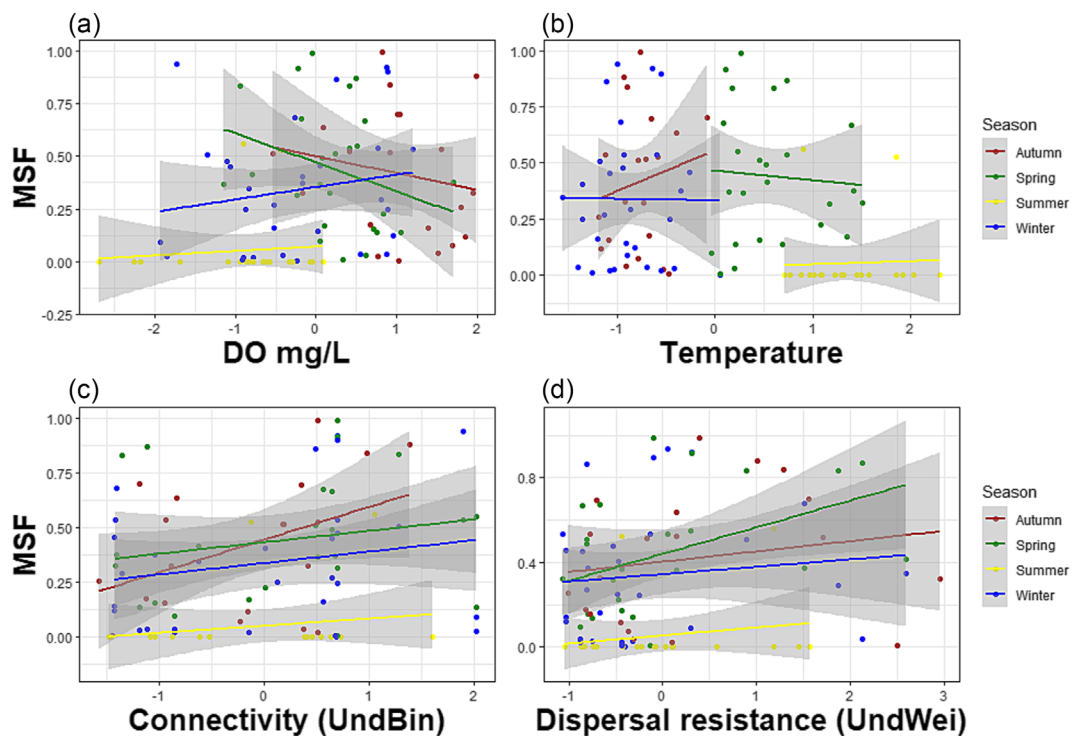 (a)
MSF
1.00
0.75
0.50
0.25
0.00
-0.25
-2
-1
0
1
2
DO mg/L
(b)
1.00
0.75
0.50
0.25
0.00
-1
0
1
2
Temperature
Season
Autumn
Spring
Summer
Winter
(c)
MSF
1.00
0.75
0.50
0.25
0.00
-1
0
1
2
Connectivity (UndBin)
(d)
0.8
0.4
0.0
-1
0
1
2
3
Dispersal resistance (UndWei)
Season
Autumn
Spring
Summer
Winter